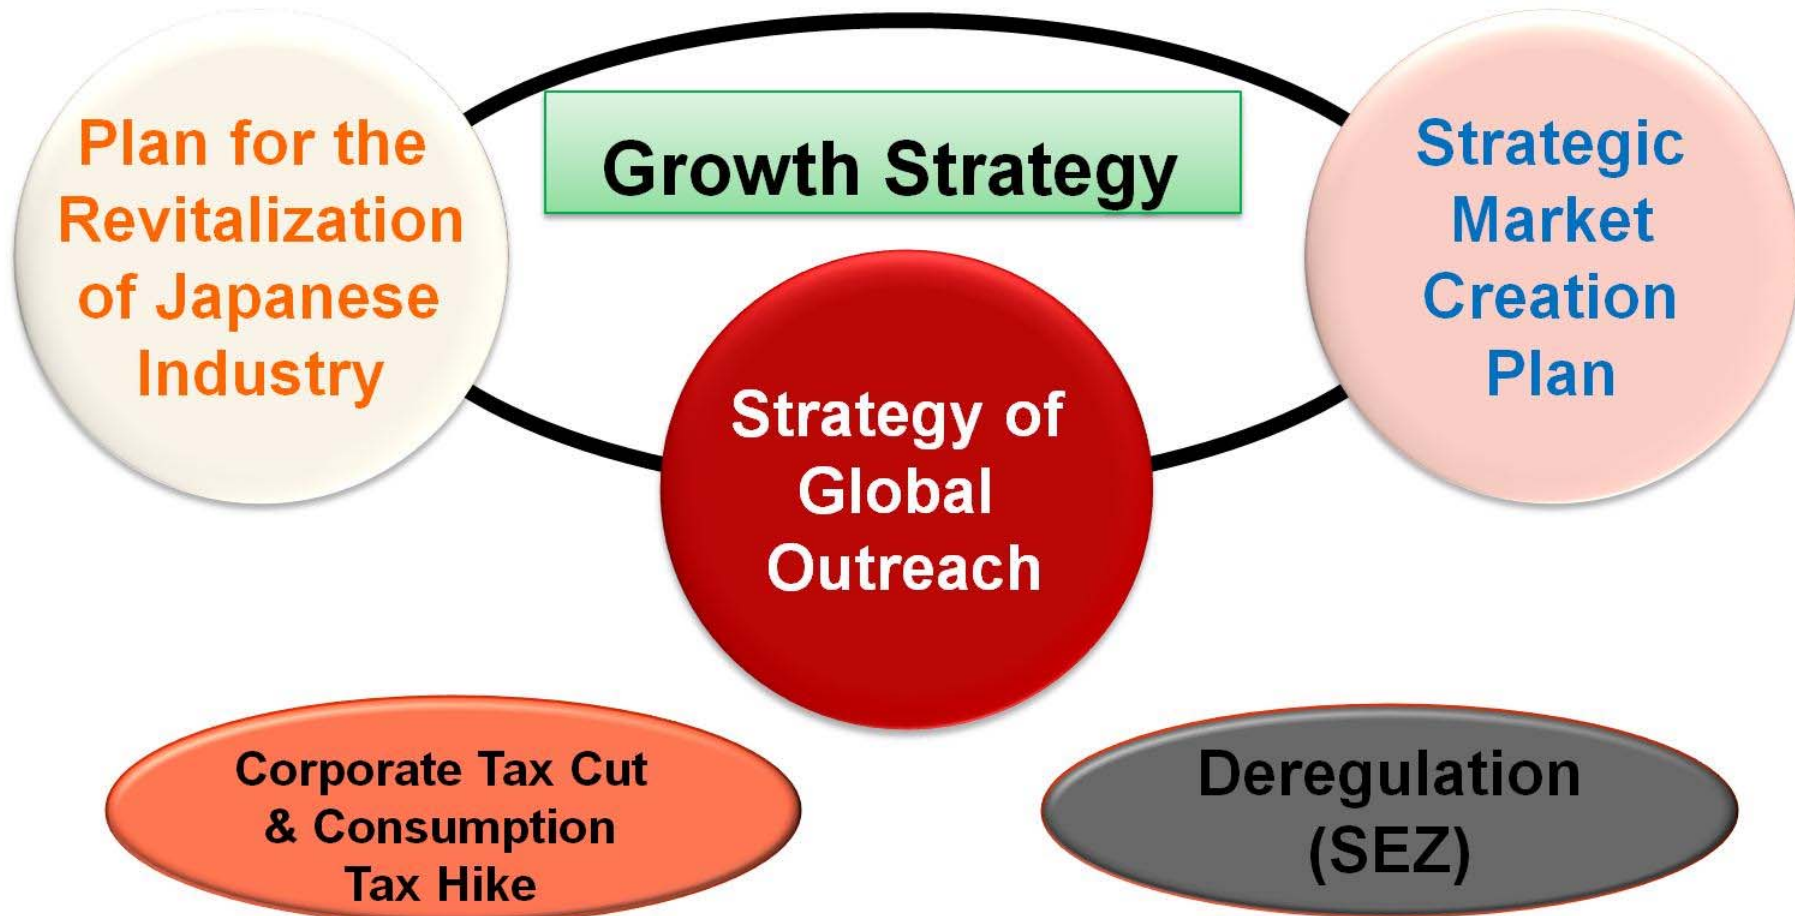 Plan for the
Revitalization
of Japanese
Industry
Growth Strategy
Strategic
Market
Creation
Plan
Strategy of
Global
Outreach
Corporate Tax Cut
& Consumption
Tax Hike
Deregulation
(SEZ)